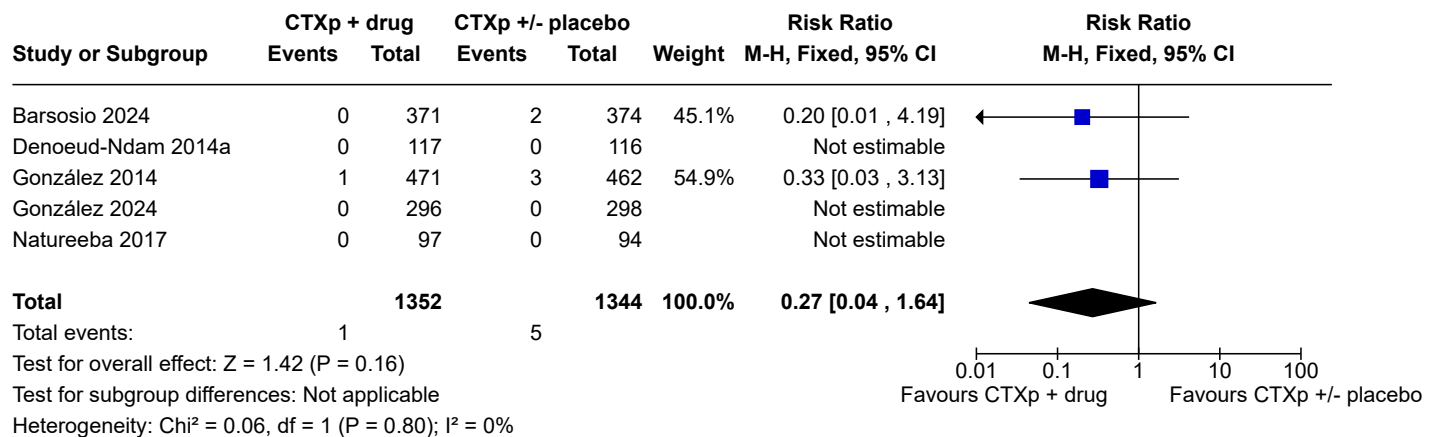 CTXp + drug CTXp +/- placebo Risk Ratio Risk Ratio
Study or Subgroup Events Total Events Total Weight M-H, Fixed, 95% CI M-H, Fixed, 95% CI
Barsosio 2024 0 371 2 374 45.1% 0.20 [0.01 , 4.19]
Denoeud-Ndam 2014a 0 117 0 116 Not estimable
González 2014 1 471 3 462 54.9% 0.33 [0.03 , 3.13]
González 2024 0 296 0 298 Not estimable
Natureeba 2017 0 97 0 94 Not estimable
Total 1352 1344 100.0% 0.27 [0.04 , 1.64]
Total events: 1 5
Test for overall effect: Z = 1.42 (P = 0.16)
Test for subgroup differences: Not applicable
Heterogeneity: Chi² = 0.06, df = 1 (P = 0.80); I² = 0%
0.01 0.1 1 10 100
Favours CTXp + drug Favours CTXp +/- placebo